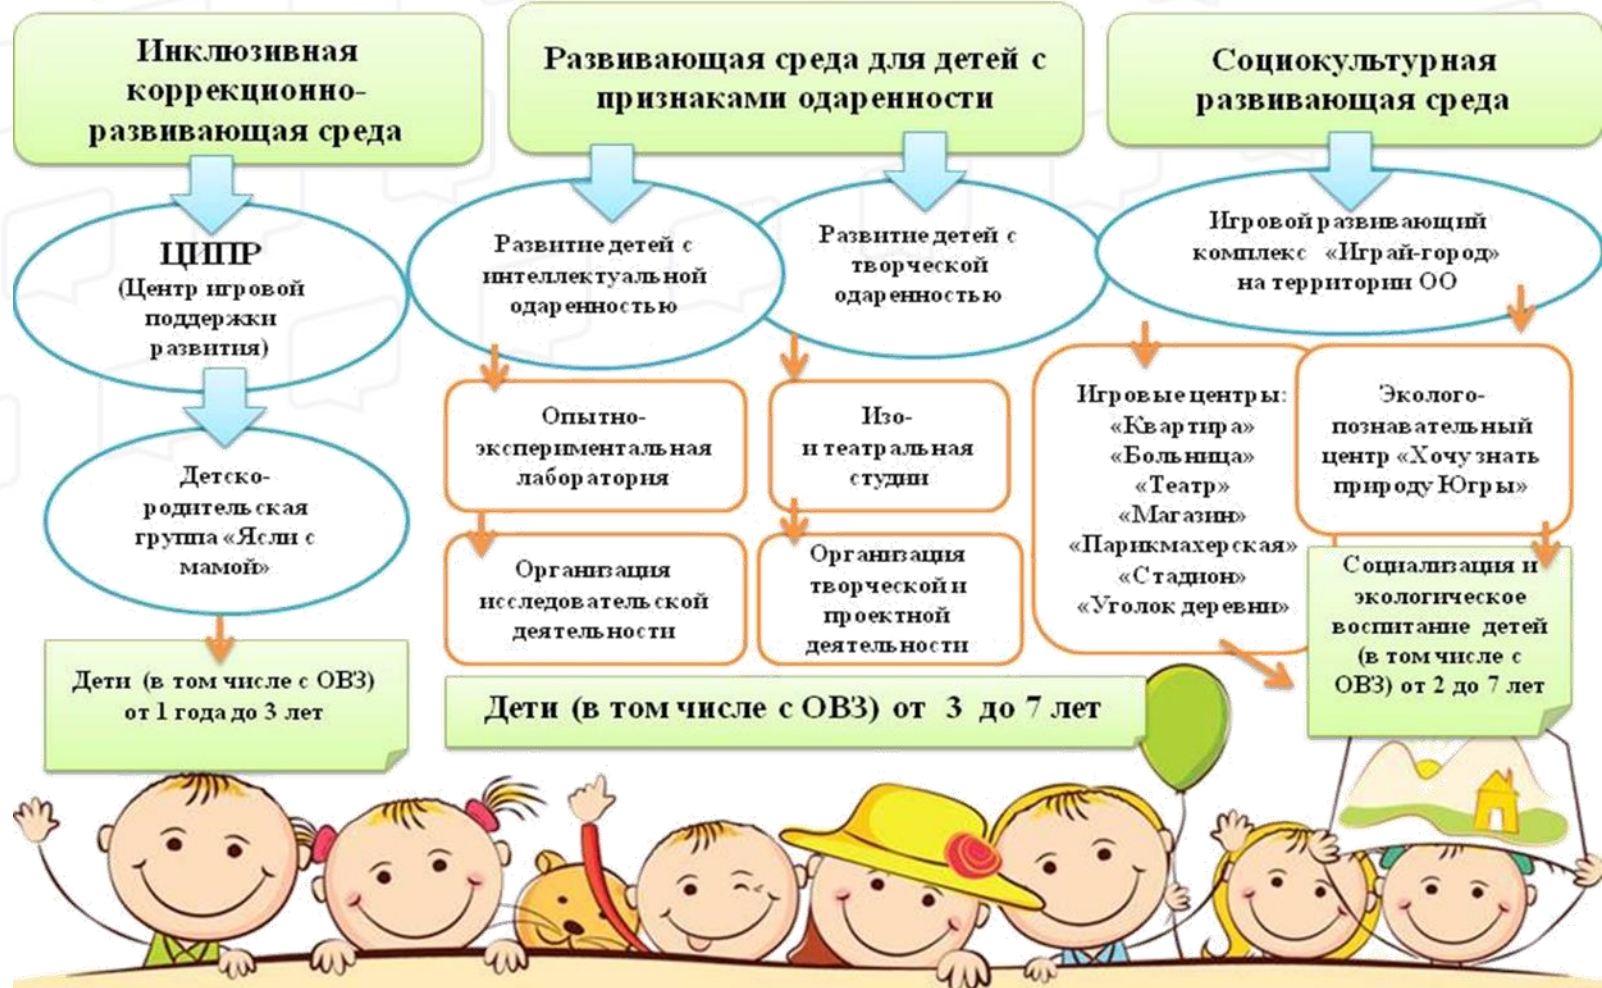 Инклюзивная
коррекционно-
развивающая среда
Развивающая среда для детей с
признаками одаренности
Социокультурная
развивающая среда
ЦИПР
(Центр игровой
поддержки
развития)
Развитие детей с
интеллектуальной
одаренностью
Развитие детей с
творческой
одаренностью
Игровой развивающий
комплекс «Играй-город»
на территории ОО
Детско-
родительская
группа «Ясли с
мамой»
Опытно-
экспериментальная
лаборатория
Изо-
и театральная
студии
Игровые центры:
«Квартира»
«Больница»
«Театр»
«Магазин»
«Парикмахерская»
«Стадион»
«Уголок деревни»
Эколого-
познавательный
центр «Хочу знать
природу Югры»
Организация
исследовательской
деятельности
Организация
творческой и
проектной
деятельности
Социализация и
экологическое
воспитание детей
(в том числе с
ОВЗ) от 2 до 7 лет
Дети (в том числе с ОВЗ)
от 1 года до 3 лет
Дети (в том числе с ОВЗ) от 3 до 7 лет